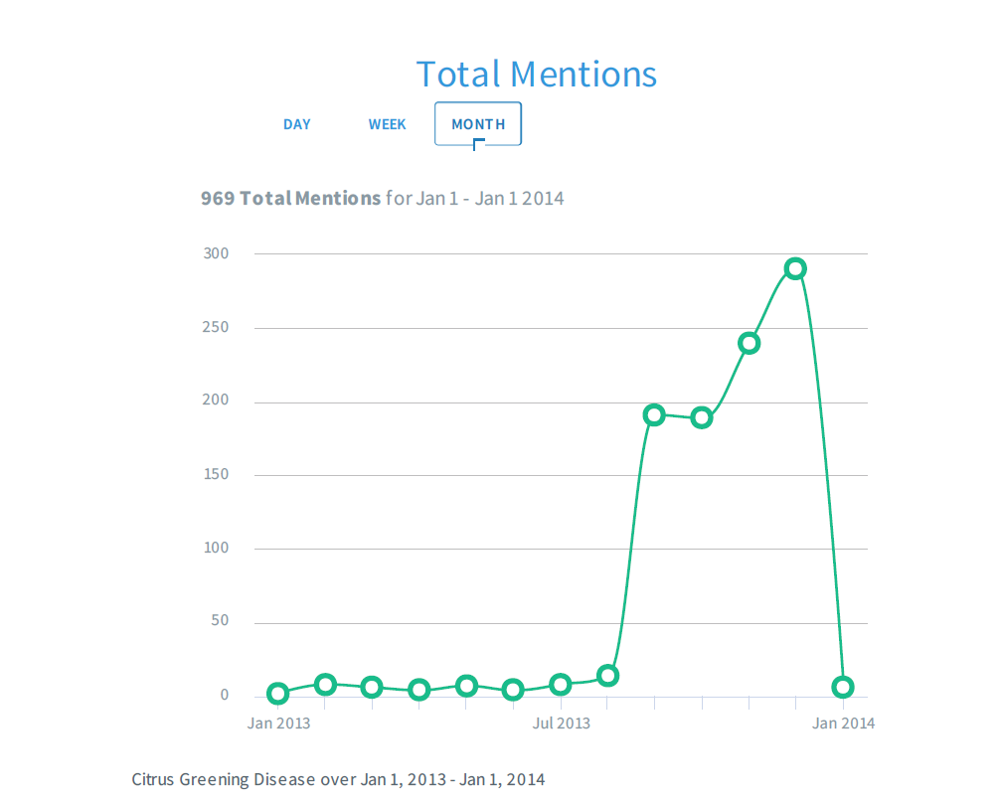 Total Mentions
DAY WEEK MONTH
969 Total Mentions for Jan 1 - Jan 1 2014
300
250
200
150
100
50
0
Jan 2013 Jul 2013 Jan 2014
Citrus Greening Disease over Jan 1, 2013 - Jan 1, 2014